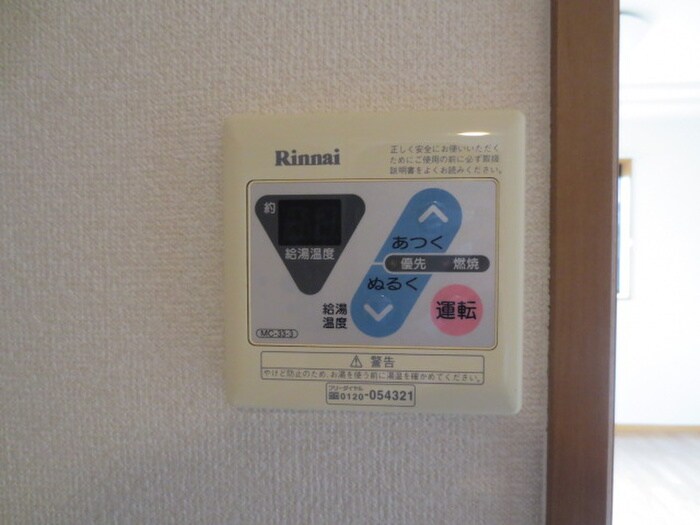 Rinnai
正しく安全にお使いいただく
ためにご使用の前に必ず取扱
説明書をよくお読みください。
約
給湯温度
あつく
優先 燃焼
ぬるく
給湯
温度
運転
MC-33-3
⚠ 警告
やけど防止のため、お湯を使う前に湯温を確かめてください。
フリーダイヤル
0120-054321